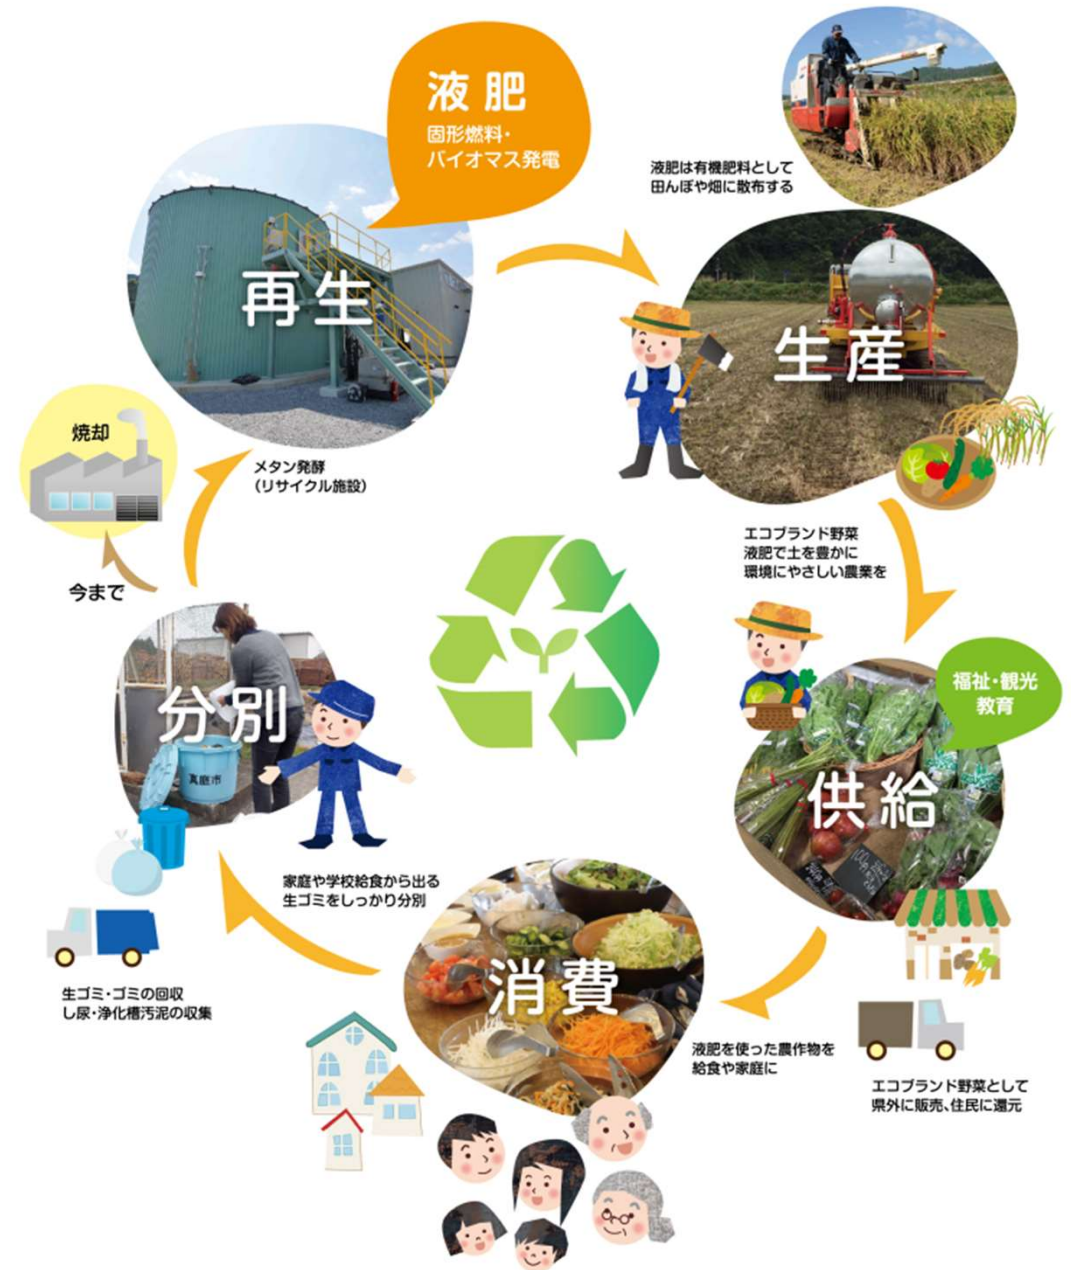 液肥
固形燃料・
バイオマス発電
液肥は有機肥料として
田んぼや畑に散布する
再生
生産
焼却
メタン発酵
(リサイクル施設)
今まで
エコブランド野菜
液肥で土を豊かに
環境にやさしい農業を
福祉・観光
教育
分別
真庭市
供給
家庭や学校給食から出る
生ゴミをしっかり分別
消費
生ゴミ・ゴミの回収
し尿・浄化槽汚泥の収集
液肥を使った農作物を
給食や家庭に
エコブランド野菜として
県外に販売、住民に還元